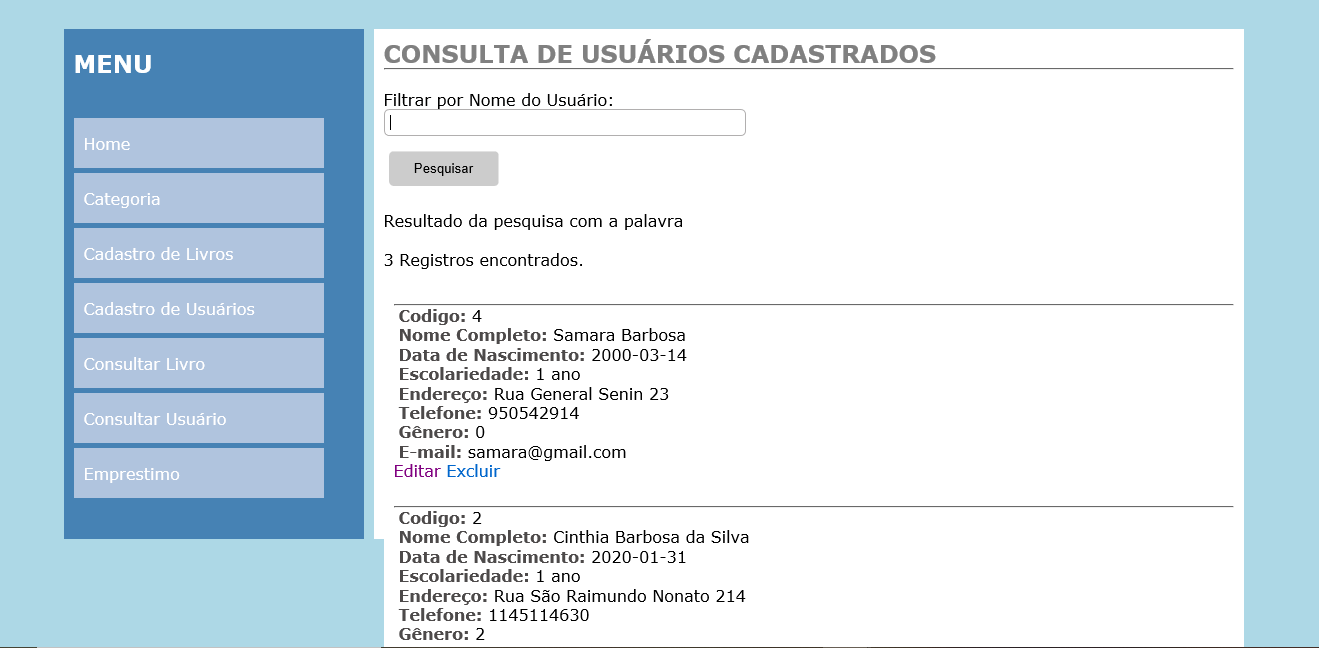 MENU
Home
Categoria
Cadastro de Livros
Cadastro de Usuários
Consultar Livro
Consultar Usuário
Emprestimo
CONSULTA DE USUÁRIOS CADASTRADOS
Filtrar por Nome do Usuário:
Pesquisar
Resultado da pesquisa com a palavra
3 Registros encontrados.
Codigo: 4
Nome Completo: Samara Barbosa
Data de Nascimento: 2000-03-14
Escolariedade: 1 ano
Endereço: Rua General Senin 23
Telefone: 950542914
Gênero: 0
E-mail: samara@gmail.com
Editar Excluir
Codigo: 2
Nome Completo: Cinthia Barbosa da Silva
Data de Nascimento: 2020-01-31
Escolariedade: 1 ano
Endereço: Rua São Raimundo Nonato 214
Telefone: 1145114630
Gênero: 2